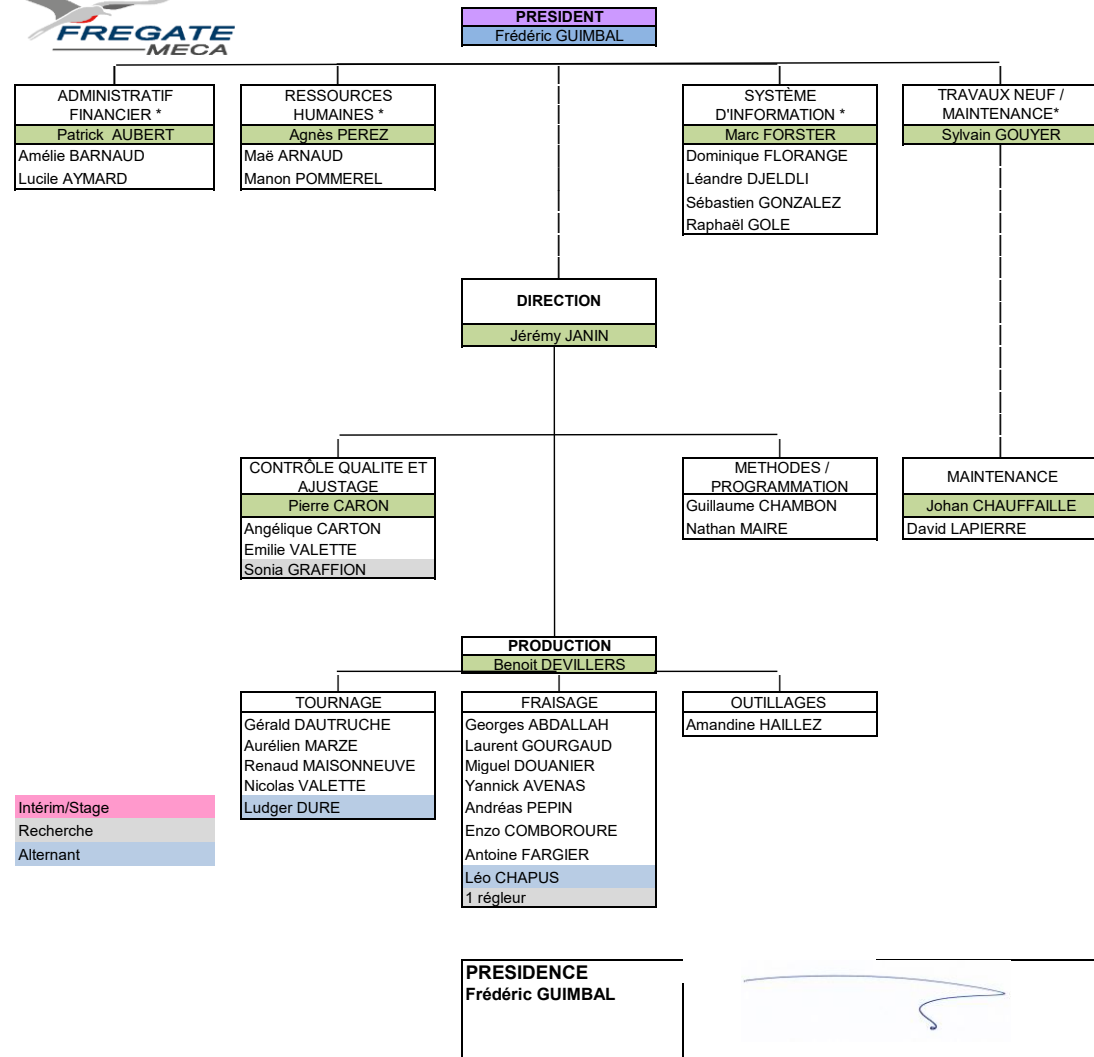 FREGATE
MECA
PRESIDENT
Frédéric GUIMBAL
ADMINISTRATIF
FINANCIER *
Patrick AUBERT
Amélie BARNAUD
Lucile AYMARD
RESSOURCES
HUMAINES *
Agnès PEREZ
Maë ARNAUD
Manon POMMEREL
SYSTÈME
D'INFORMATION *
Marc FORSTER
Dominique FLORANGE
Léandre DJELDLI
Sébastien GONZALEZ
Raphaël GOLE
TRAVAUX NEUF /
MAINTENANCE*
Sylvain GOUYER
DIRECTION
Jérémy JANIN
CONTRÔLE QUALITE ET
AJUSTAGE
Pierre CARON
Angélique CARTON
Emilie VALETTE
Sonia GRAFFION
METHODES /
PROGRAMMATION
Guillaume CHAMBON
Nathan MAIRE
MAINTENANCE
Johan CHAUFFAILLE
David LAPIERRE
PRODUCTION
Benoit DEVILLERS
TOURNAGE
Gérald DAUTRUCHE
Aurélien MARZE
Renaud MAISONNEUVE
Nicolas VALETTE
Ludger DURE
FRAISAGE
Georges ABDALLAH
Laurent GOURGAUD
Miguel DOUANIER
Yannick AVENAS
Andréas PEPIN
Enzo COMBOROURE
Antoine FARGIER
Léo CHAPUS
1 régleur
OUTILLAGES
Amandine HAILLEZ
Intérim/Stage
Recherche
Alternant
PRESIDENCE
Frédéric GUIMBAL